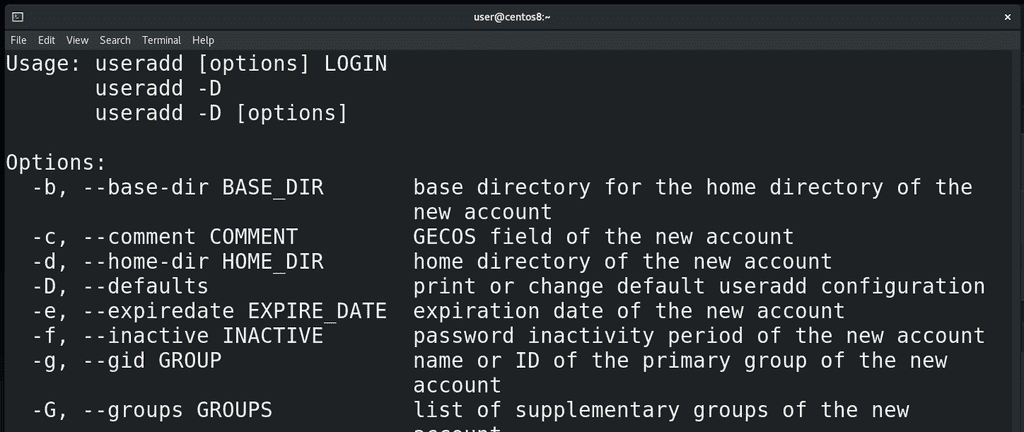 user@centos8:~
File Edit View Search Terminal Help
Usage: useradd [options] LOGIN
useradd -D
useradd -D [options]
Options:
-b, --base-dir BASE_DIR base directory for the home directory of the
new account
-c, --comment COMMENT GECOS field of the new account
-d, --home-dir HOME_DIR home directory of the new account
-D, --defaults print or change default useradd configuration
-e, --expiredate EXPIRE_DATE expiration date of the new account
-f, --inactive INACTIVE password inactivity period of the new account
-g, --gid GROUP name or ID of the primary group of the new
account
-G, --groups GROUPS list of supplementary groups of the new
account